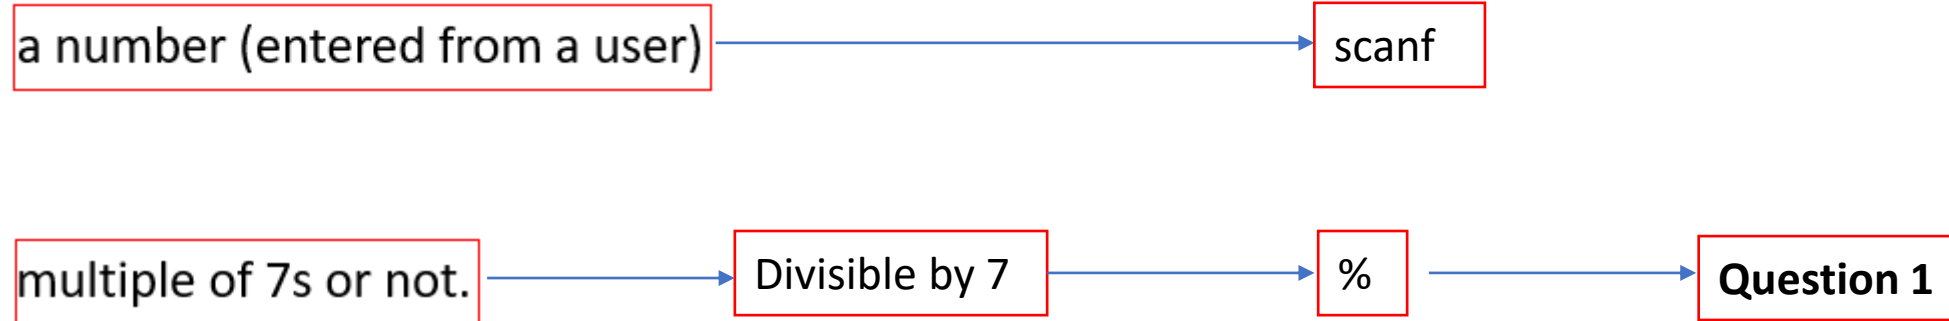 a number (entered from a user)
scanf
multiple of 7s or not.
Divisible by 7
%
Question 1